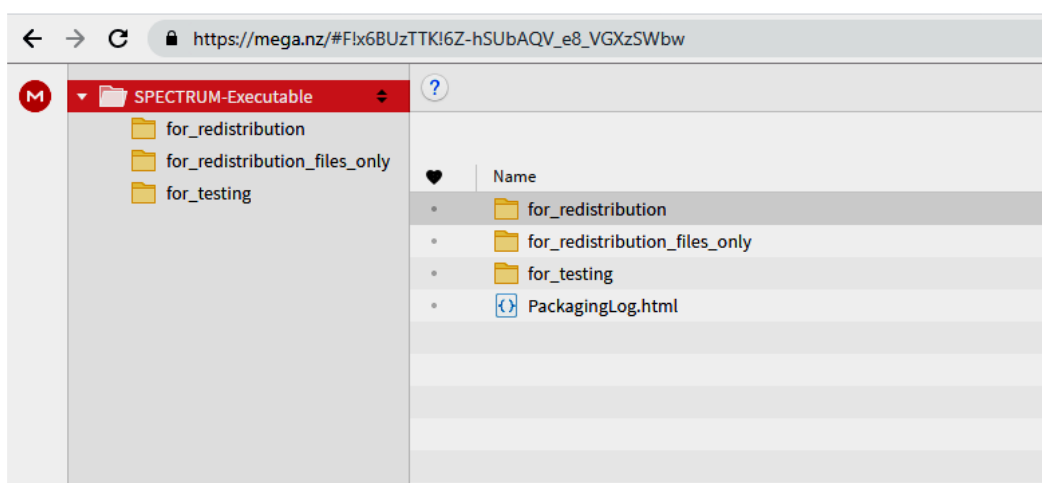 https://mega.nz/#F!x6BUzTTK!6Z-hSUbAQV_e8_VGXzSWbw
M
SPECTRUM-Executable
?
for_redistribution
for_redistribution_files_only
for_testing
Name
for_redistribution
for_redistribution_files_only
for_testing
PackagingLog.html